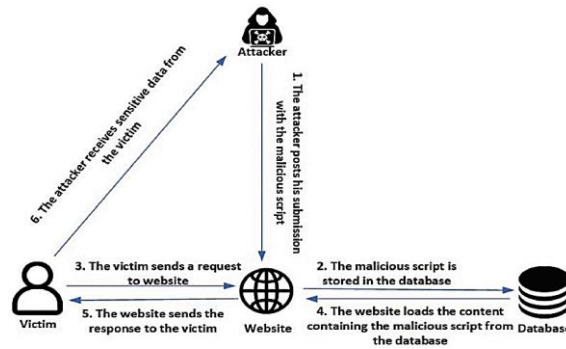 Attacker
1. The attacker posts his submission
with the malicious script
6. The attacker receives sensitive data from
the victim
3. The victim sends a request
to website
2. The malicious script is
stored in the database
5. The website sends the
response to the victim
4. The website loads the content
containing the malicious script from
the database
Victim
Website
Database